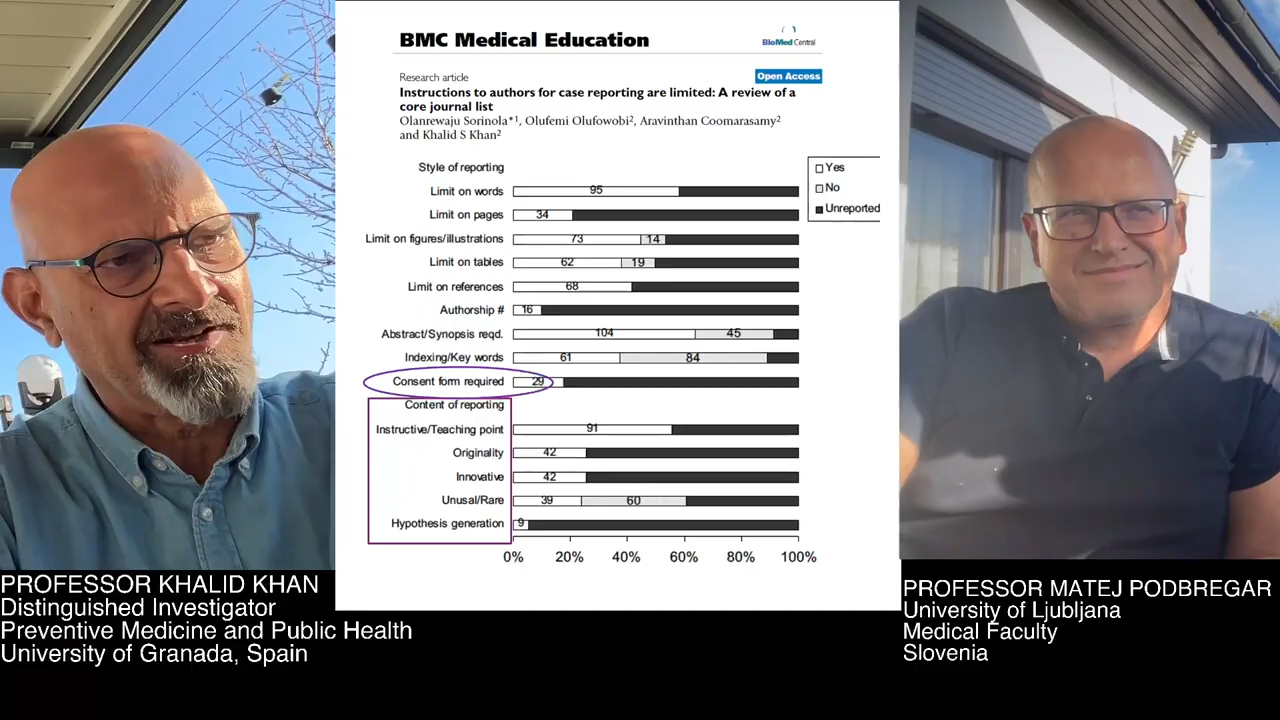 BMC Medical Education
BioMed Central
Research article
Open Access
Instructions to authors for case reporting are limited: A review of a
core journal list
Olanrewaju Sorinola*1, Olufemi Olufowobi2, Aravinthan Coomarasamy2
and Khalid S Khan2
Style of reporting
Yes
No
Unreported
Limit on words 95
Limit on pages 34
Limit on figures/illustrations 73 14
Limit on tables 62 19
Limit on references 68
Authorship # 16
Abstract/Synopsis reqd. 104 45
Indexing/Key words 61 84
Consent form required 29
Content of reporting
Instructive/Teaching point 91
Originality 42
Innovative 42
Unusal/Rare 39 60
Hypothesis generation 9
0% 20% 40% 60% 80% 100%
PROFESSOR KHALID KHAN
Distinguished Investigator
Preventive Medicine and Public Health
University of Granada, Spain
PROFESSOR MATEJ PODBREGAR
University of Ljubljana
Medical Faculty
Slovenia